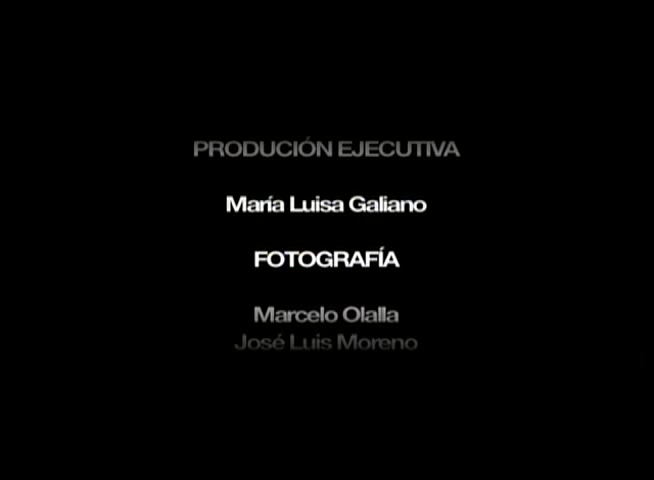 PRODUCIÓN EJECUTIVA
María Luisa Galiano
FOTOGRAFÍA
Marcelo Olalla
José Luis Moreno